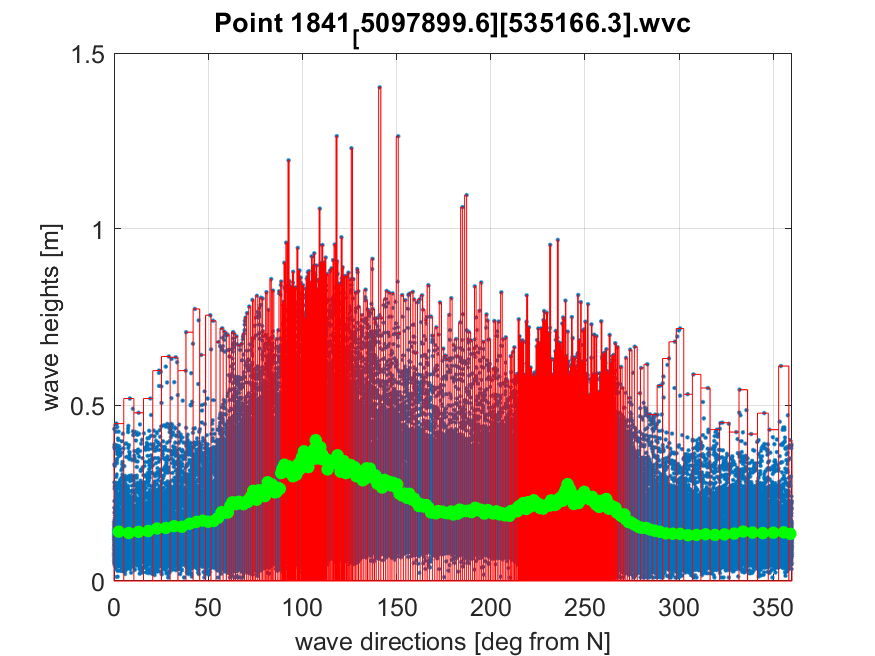 Point 1841[5097899.6][535166.3].wvc
1.5
1
0.5
0
wave heights [m]
0 50 100 150 200 250 300 350
wave directions [deg from N]